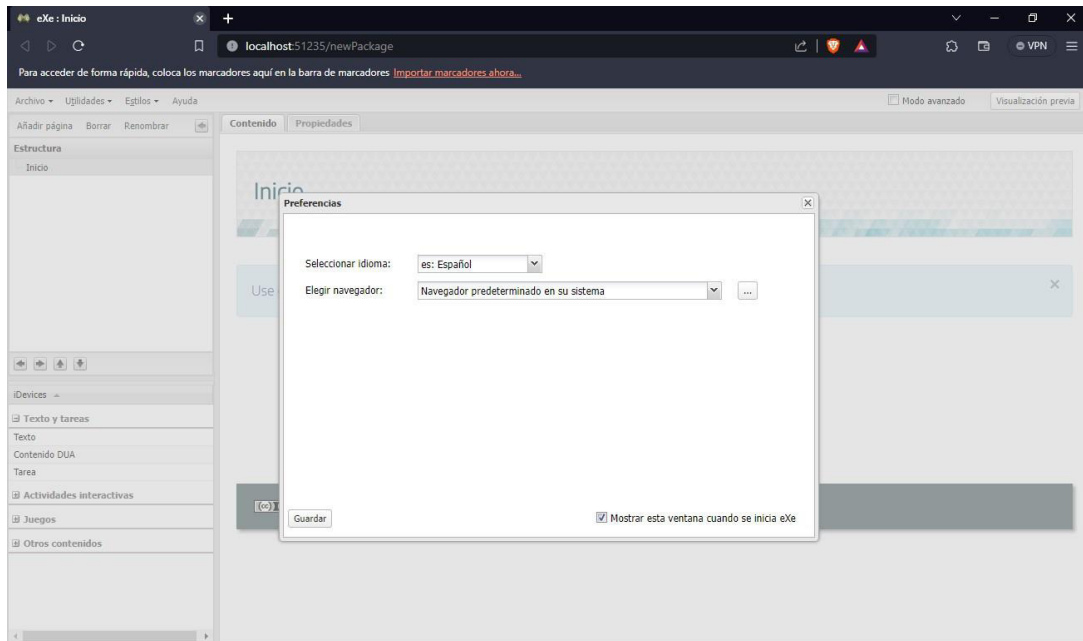 eXe : Inicio
localhost:51235/newPackage
VPN
Para acceder de forma rápida, coloca los marcadores aquí en la barra de marcadores Importar marcadores ahora...
Archivo Utilidades Estilos Ayuda
Modo avanzado
Visualización previa
Añadir página Borrar Renombrar
Contenido Propiedades
Estructura
Inicio
Inicio
Preferencias
Seleccionar idioma: es: Español
Use
Elegir navegador: Navegador predeterminado en su sistema ...
iDevices
Texto y tareas
Texto
Contenido DUA
Tarea
Actividades interactivas
(cc)
Juegos
Guardar
Mostrar esta ventana cuando se inicia eXe
Otros contenidos